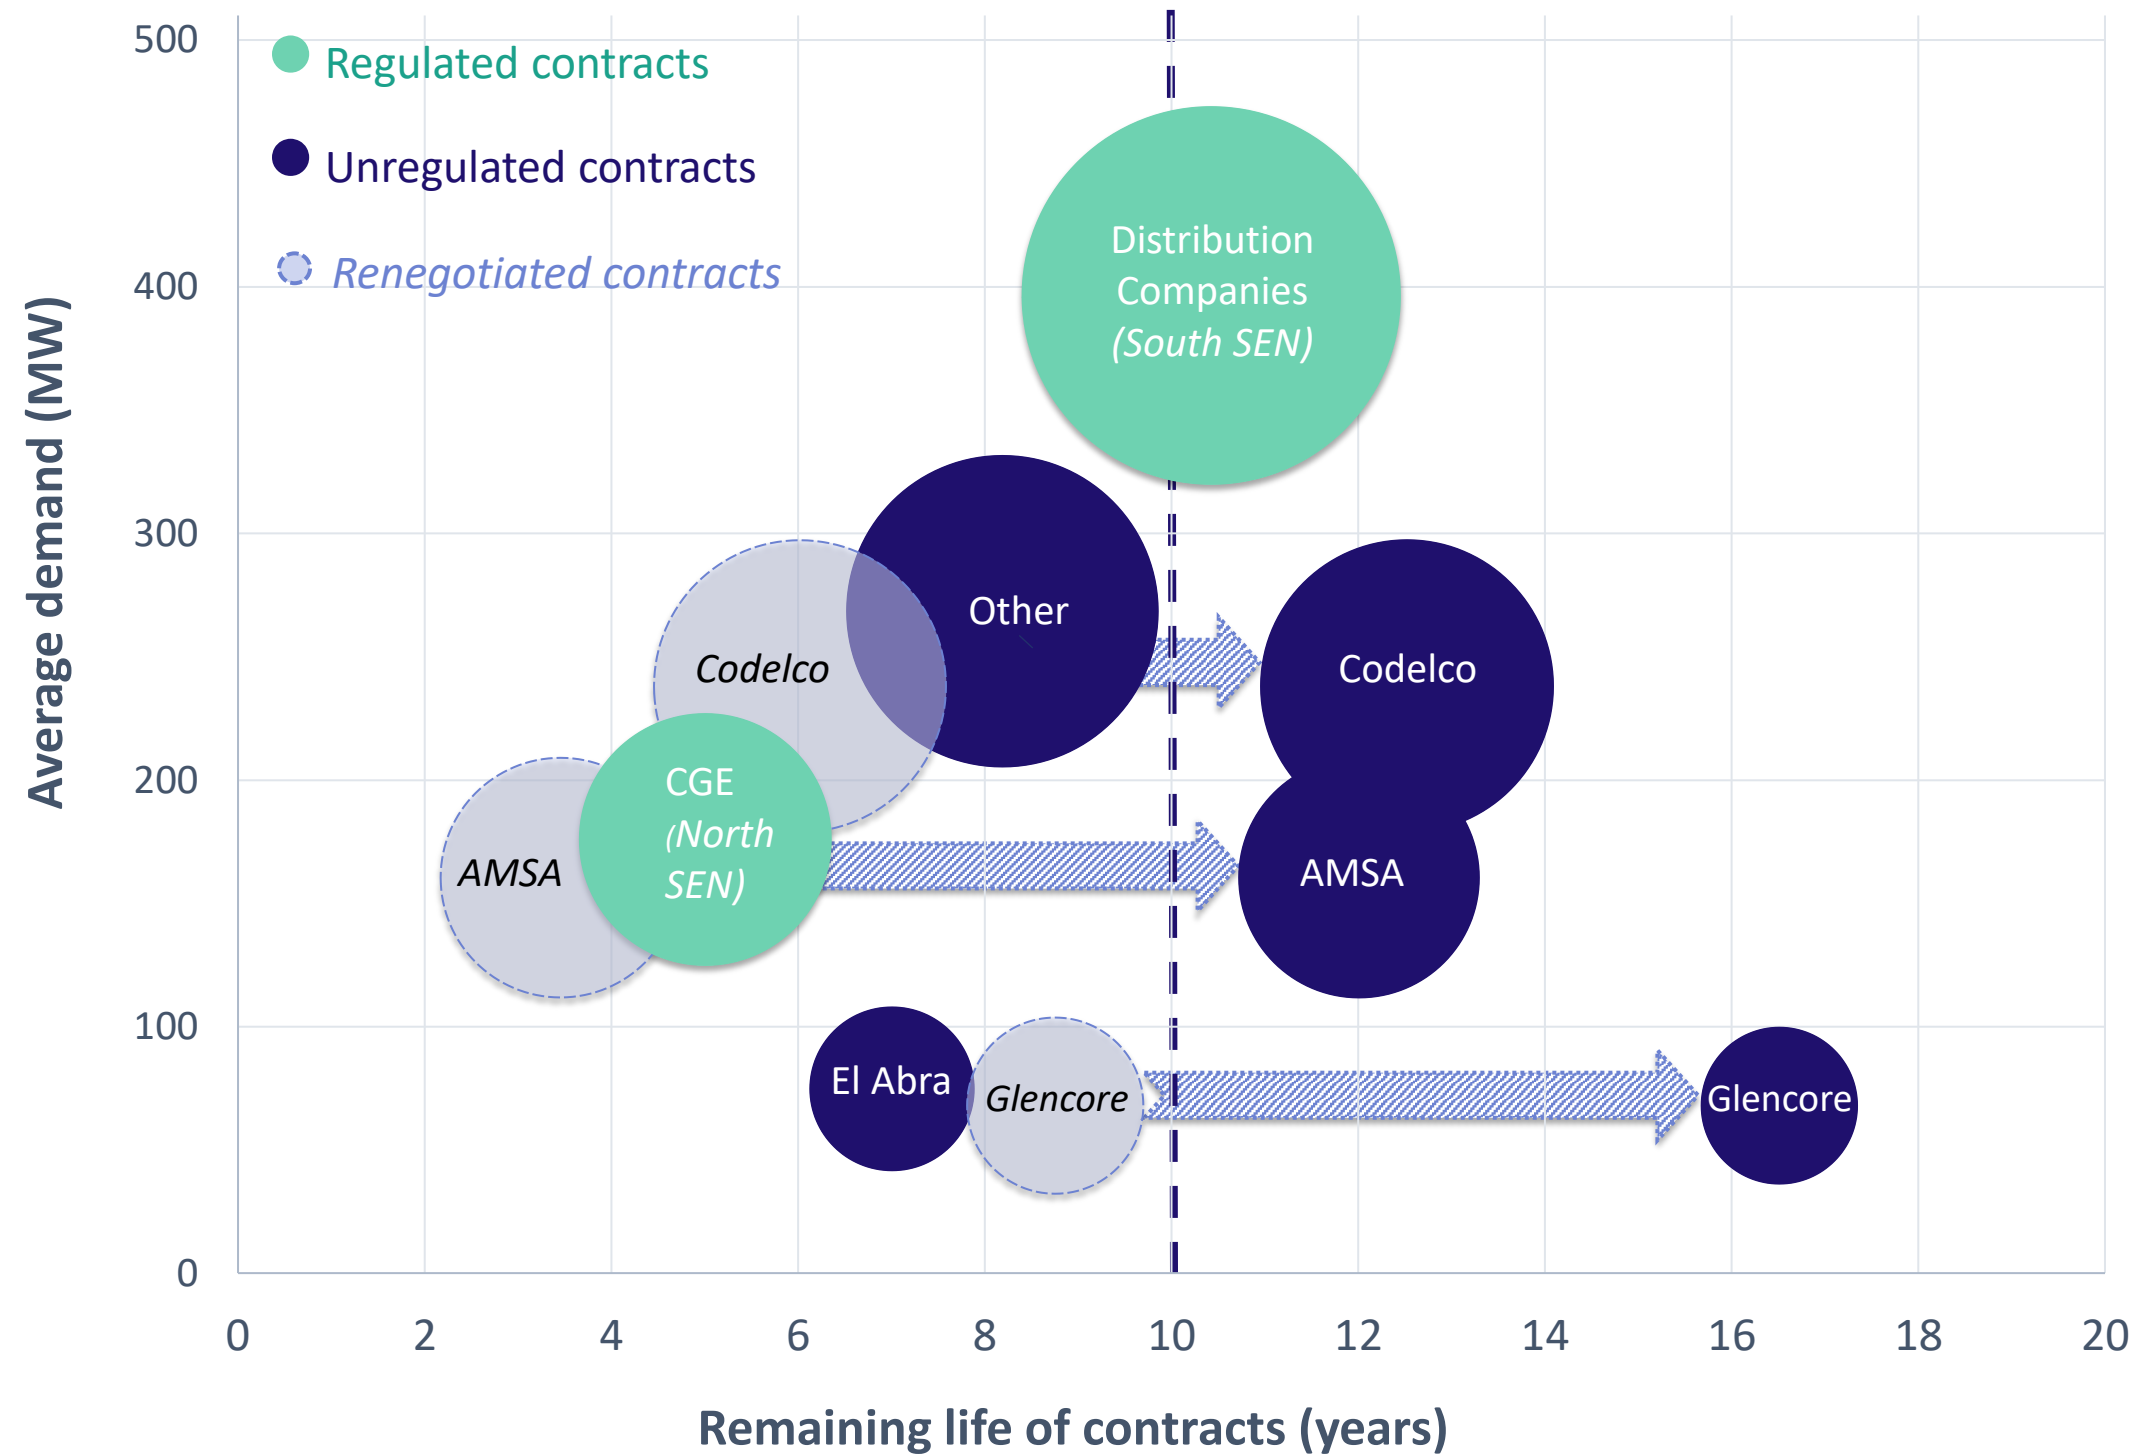 500
400
300
200
100
0
Average demand (MW)
Regulated contracts
Unregulated contracts
Renegotiated contracts
Distribution
Companies
(South SEN)
Other
Codelco
Codelco
CGE
(North
SEN)
AMSA
AMSA
El Abra
Glencore
Glencore
0 2 4 6 8 10 12 14 16 18 20
Remaining life of contracts (years)